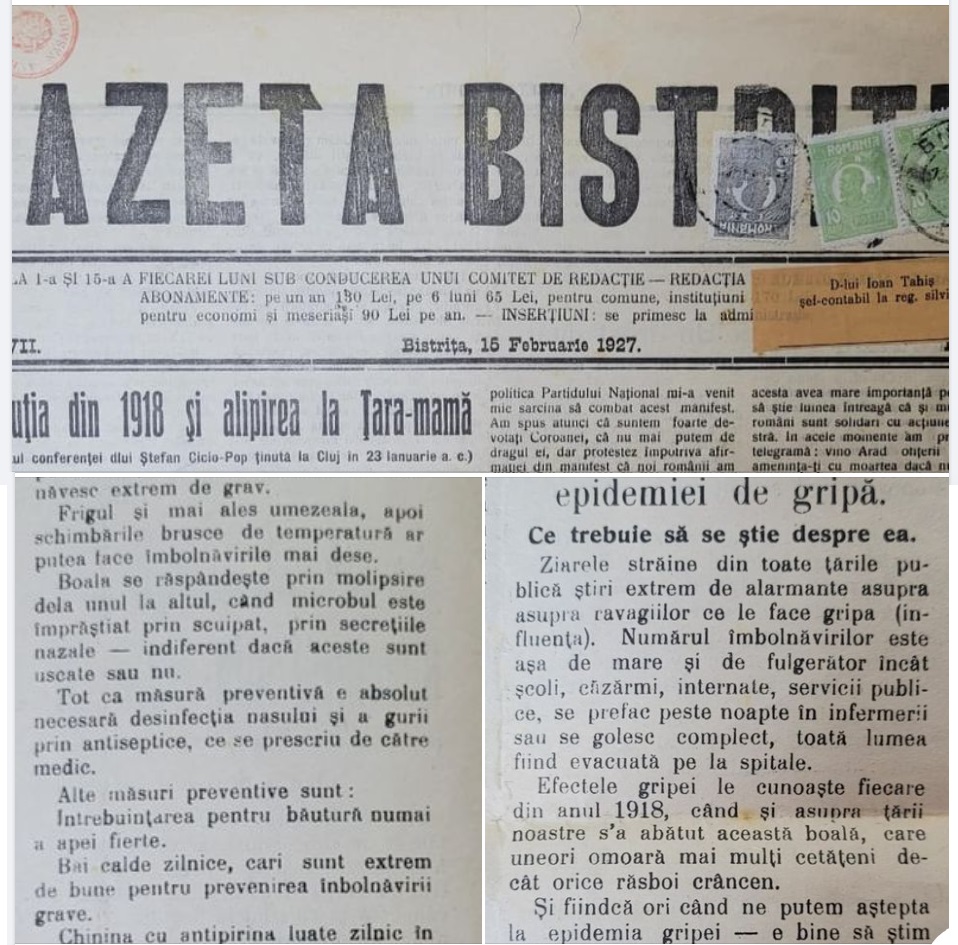 AZETA BISTRIȚ
NĂSĂUD
ROMANIA
ROMANIA
10
LA 1-a ȘI 15-a A FIECAREI LUNI SUB CONDUCEREA UNUI COMITET DE REDACȚIE — REDACȚIA
ABONAMENTE: pe un an 130 Lei, pe 6 luni 65 Lei, pentru comune, instituțiuni 170 L
pentru economi și meseriași 90 Lei pe an. — INSERȚIUNI: se primesc la administrație
D-lui Ioan Tahiș
șef-contabil la reg. silvi
VII.
Bistrița, 15 Februarie 1927.
uția din 1918 și alipirea la Țara-mamă
ul conferenței dlui Ștefan Cicio-Pop ținută la Cluj in 23 Ianuarie a. c.)
politica Partidului Național mi-a venit
mie sarcina să combat acest manifest.
Am spus atunci că suntem foarte de-
votați Coroanei, că nu mai putem de
dragul ei, dar protestez împotriva afir-
mației din manifest că noi românii am
acesta avea mare importanță p
să știe lumea întreagă că și m
români sunt solidari cu acțiune
stră. In acele momente am pr
telegramă: vino Arad ofițerii
amenința-ți cu moartea dacă n
năvesc extrem de grav.
Frigul și mai ales umezeala, apoi
schimbările brusce de temperatură ar
putea face îmbolnăvirile mai dese.
Boala se răspândește prin molipsire
dela unul la altul, când microbul este
împrăștiat prin scuipat, prin secrețiile
nazale — indiferent dacă aceste sunt
uscate sau nu.
Tot ca măsură preventivă e absolut
necesară desinfecția nasului și a gurii
prin antiseptice, ce se prescriu de către
medic.
Alte măsuri preventive sunt:
Intrebuințarea pentru băutură numai
a apei fierte.
Bai calde zilnice, cari sunt extrem
de bune pentru prevenirea înbolnăvirii
grave.
Chinina cu antipirina luate zilnic în
epidemiei de gripă.
Ce trebuie să se știe despre ea.
Ziarele străine din toate țările pu-
blică știri extrem de alarmante asupra
asupra ravagiilor ce le face gripa (in-
fluența). Numărul îmbolnăvirilor este
așa de mare și de fulgerător încât
școli, căzărmi, internate, servicii publi-
ce, se prefac peste noapte în infermerii
sau se golesc complect, toată lumea
fiind evacuată pe la spitale.
Efectele gripei le cunoaște fiecare
din anul 1918, când și asupra țării
noastre s'a abătut această boală, care
uneori omoară mai mulți cetățeni de-
cât orice răsboi crâncen.
Și fiindcă ori când ne putem aștepta
la epidemia gripei — e bine să știm